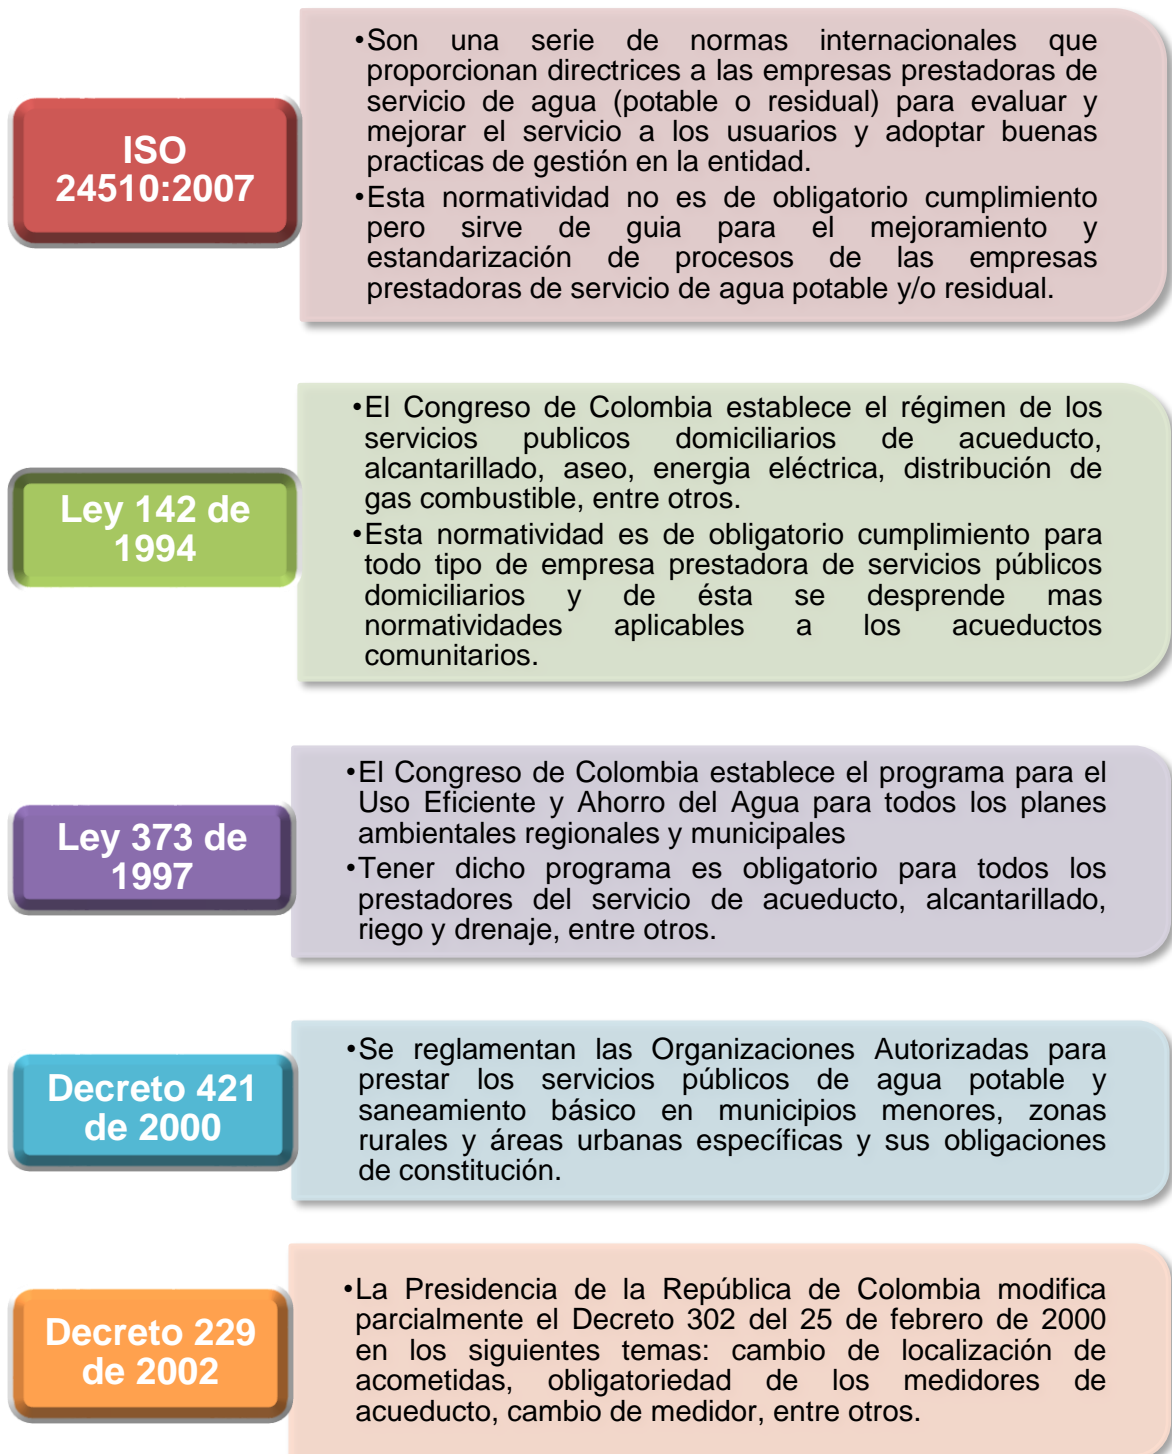 ISO
24510:2007
•Son una serie de normas internacionales que
proporcionan directrices a las empresas prestadoras de
servicio de agua (potable o residual) para evaluar y
mejorar el servicio a los usuarios y adoptar buenas
practicas de gestión en la entidad.
•Esta normatividad no es de obligatorio cumplimiento
pero sirve de guia para el mejoramiento y
estandarización de procesos de las empresas
prestadoras de servicio de agua potable y/o residual.
Ley 142 de
1994
•El Congreso de Colombia establece el régimen de los
servicios publicos domiciliarios de acueducto,
alcantarillado, aseo, energia eléctrica, distribución de
gas combustible, entre otros.
•Esta normatividad es de obligatorio cumplimiento para
todo tipo de empresa prestadora de servicios públicos
domiciliarios y de ésta se desprende mas
normatividades aplicables a los acueductos
comunitarios.
Ley 373 de
1997
•El Congreso de Colombia establece el programa para el
Uso Eficiente y Ahorro del Agua para todos los planes
ambientales regionales y municipales
•Tener dicho programa es obligatorio para todos los
prestadores del servicio de acueducto, alcantarillado,
riego y drenaje, entre otros.
Decreto 421
de 2000
•Se reglamentan las Organizaciones Autorizadas para
prestar los servicios públicos de agua potable y
saneamiento básico en municipios menores, zonas
rurales y áreas urbanas específicas y sus obligaciones
de constitución.
Decreto 229
de 2002
•La Presidencia de la República de Colombia modifica
parcialmente el Decreto 302 del 25 de febrero de 2000
en los siguientes temas: cambio de localización de
acometidas, obligatoriedad de los medidores de
acueducto, cambio de medidor, entre otros.